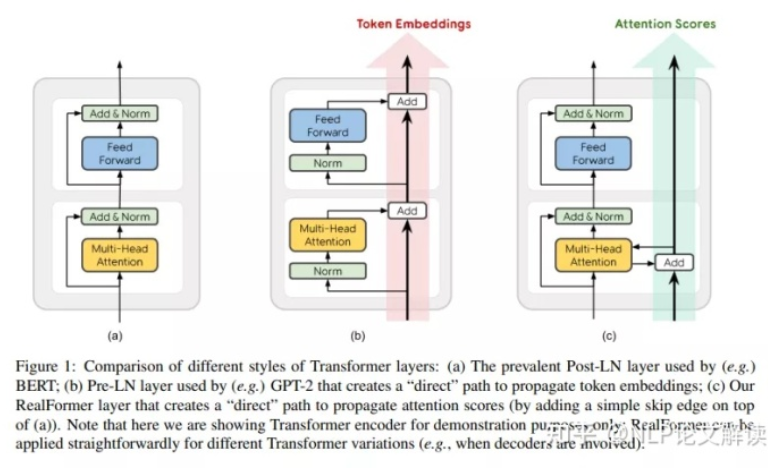 Token Embeddings
Attention Scores
Add & Norm
Feed
Forward
Add & Norm
Multi-Head
Attention
(a)
Add
Feed
Forward
Norm
Add
Multi-Head
Attention
Norm
(b)
Add & Norm
Feed
Forward
Add & Norm
Multi-Head
Attention
Add
(c)
Figure 1: Comparison of different styles of Transformer layers: (a) The prevalent Post-LN layer used by (e.g.)
BERT; (b) Pre-LN layer used by (e.g.) GPT-2 that creates a “direct” path to propagate token embeddings; (c) Our
RealFormer layer that creates a “direct” path to propagate attention scores (by adding a simple skip edge on top
of (a)). Note that here we are showing Transformer encoder for demonstration purposes only; RealFormer can be
applied straightforwardly for different Transformer variations (e.g., when decoders are involved).
知乎 @NLP论文解读